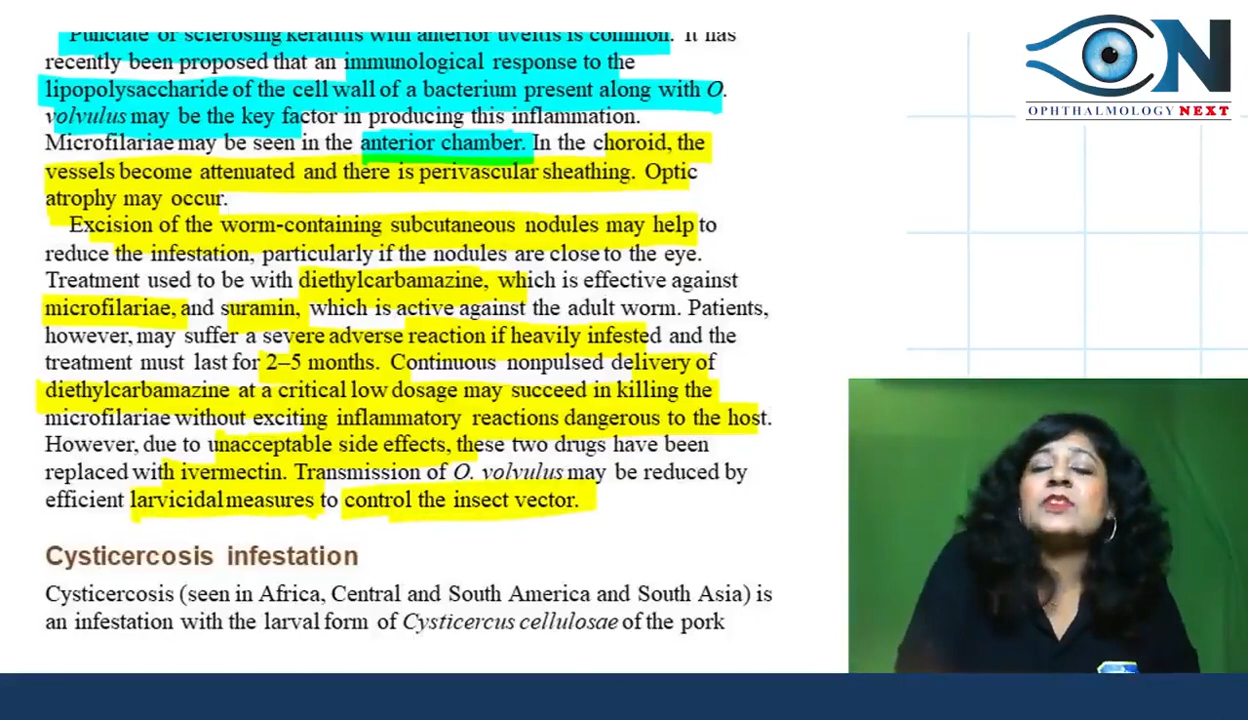 Punctate or sclerosing keratitis with anterior uveitis is common. It has
recently been proposed that an immunological response to the
lipopolysaccharide of the cell wall of a bacterium present along with O.
volvulus may be the key factor in producing this inflammation.
Microfilariae may be seen in the anterior chamber. In the choroid, the
vessels become attenuated and there is perivascular sheathing. Optic
atrophy may occur.
Excision of the worm-containing subcutaneous nodules may help to
reduce the infestation, particularly if the nodules are close to the eye.
Treatment used to be with diethylcarbamazine, which is effective against
microfilariae, and suramin, which is active against the adult worm. Patients,
however, may suffer a severe adverse reaction if heavily infested and the
treatment must last for 2–5 months. Continuous nonpulsed delivery of
diethylcarbamazine at a critical low dosage may succeed in killing the
microfilariae without exciting inflammatory reactions dangerous to the host.
However, due to unacceptable side effects, these two drugs have been
replaced with ivermectin. Transmission of O. volvulus may be reduced by
efficient larvicidal measures to control the insect vector.
Cysticercosis infestation
Cysticercosis (seen in Africa, Central and South America and South Asia) is
an infestation with the larval form of Cysticercus cellulosae of the pork
N
OPHTHALMOLOGY NEXT